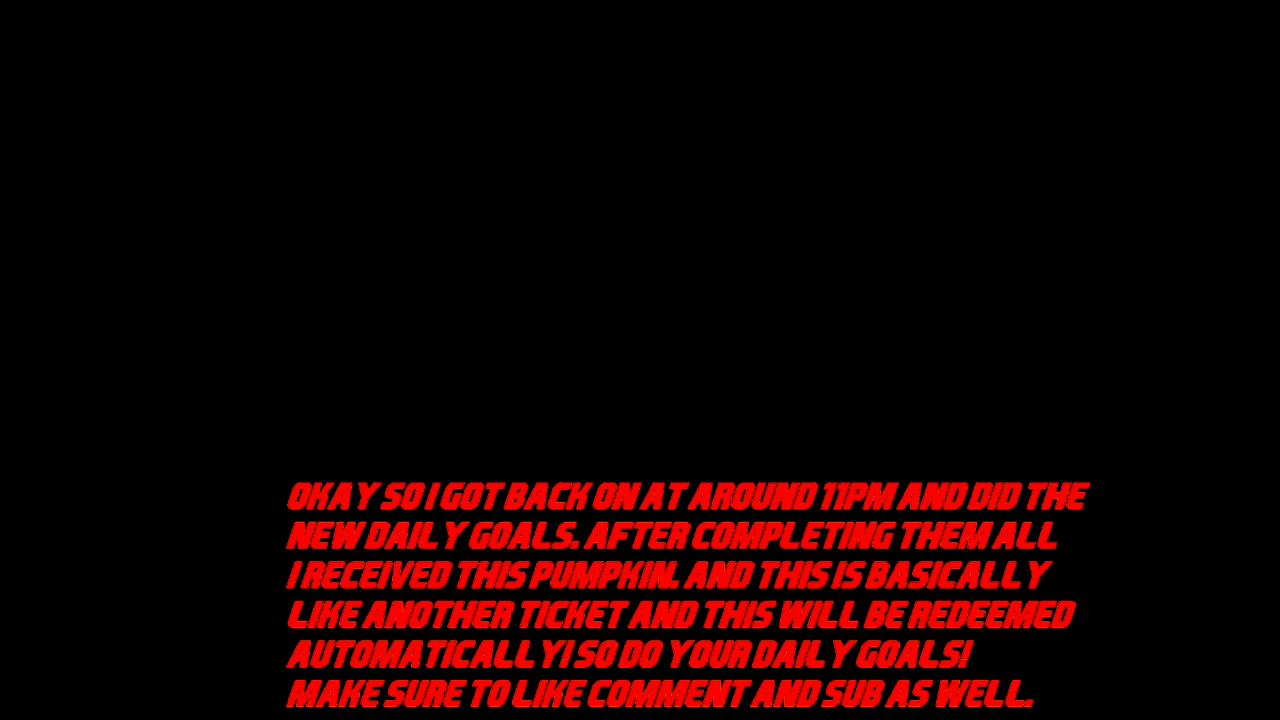 OKAY SO I GOT BACK ON AT AROUND 11PM AND DID THE
NEW DAILY GOALS. AFTER COMPLETING THEM ALL
I RECEIVED THIS PUMPKIN. AND THIS IS BASICALLY
LIKE ANOTHER TICKET AND THIS WILL BE REDEEMED
AUTOMATICALLY! SO DO YOUR DAILY GOALS!
MAKE SURE TO LIKE COMMENT AND SUB AS WELL.